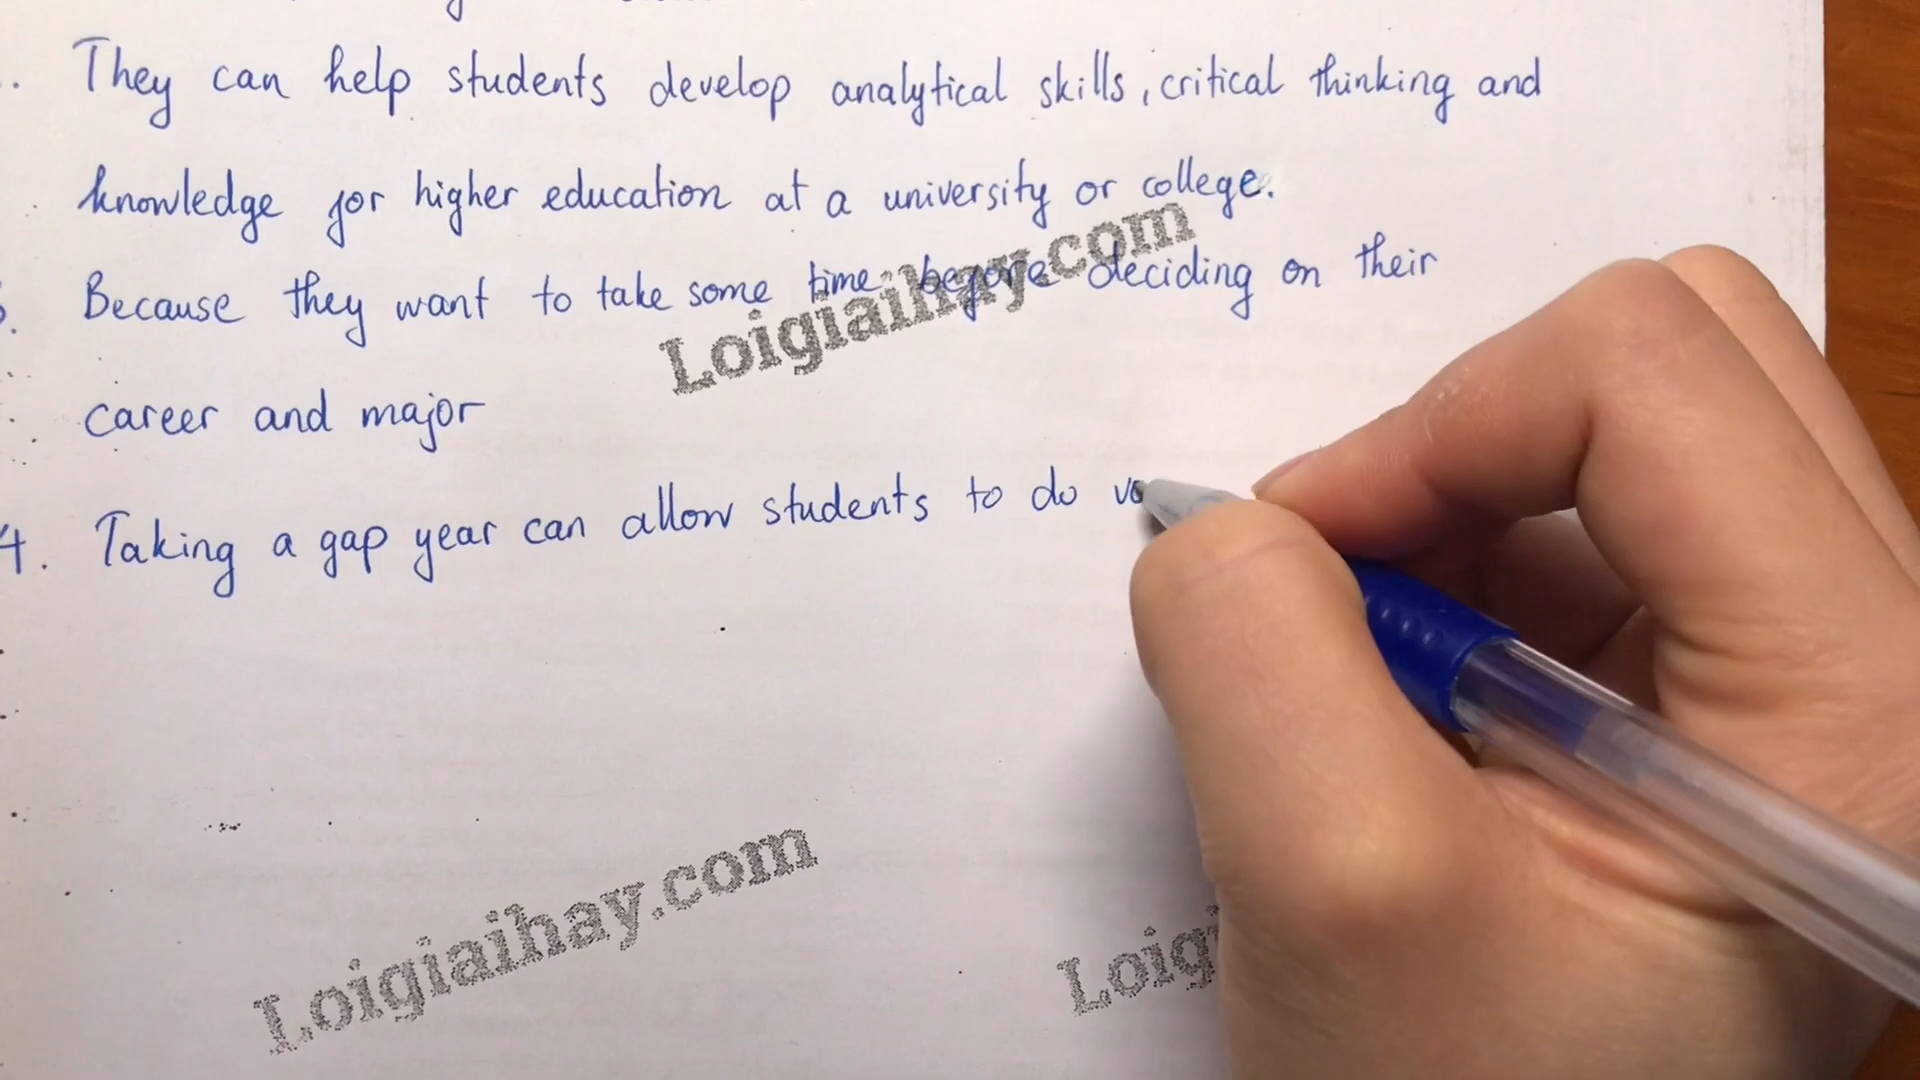 . They can help students develop analytical skills, critical thinking and
knowledge for higher education at a university or college.
Because they want to take some time before deciding on their
career and major
4. Taking a gap year can allow students to do vo
Loigiaihay.com
Loigiaihay.com
Loigi